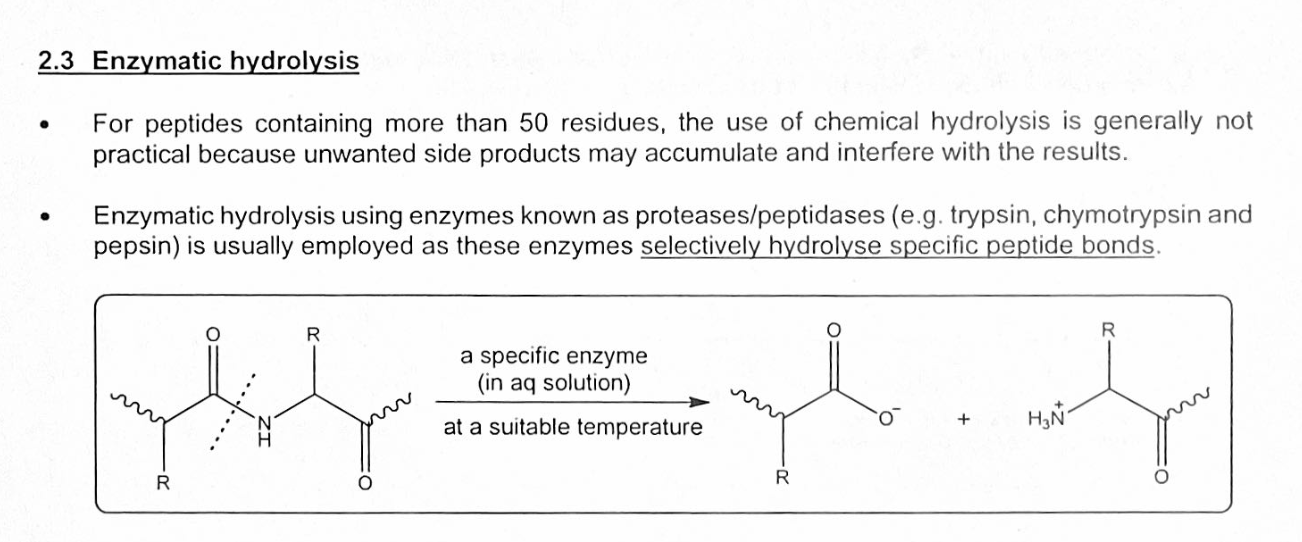 2.3 Enzymatic hydrolysis
• For peptides containing more than 50 residues, the use of chemical hydrolysis is generally not
practical because unwanted side products may accumulate and interfere with the results.
• Enzymatic hydrolysis using enzymes known as proteases/peptidases (e.g. trypsin, chymotrypsin and
pepsin) is usually employed as these enzymes selectively hydrolyse specific peptide bonds.
O R
N
H
R O
a specific enzyme
(in aq solution)
at a suitable temperature
O
O⁻
R
+
R
H₃N⁺
O